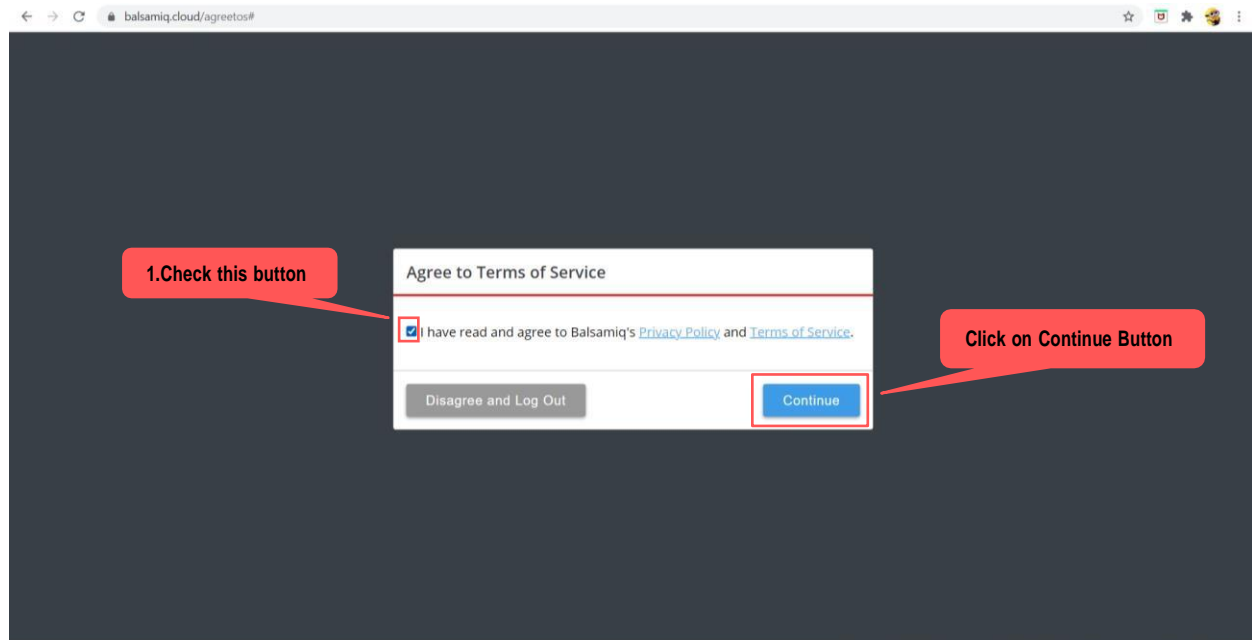 balsamiq.cloud/agreetos#
1.Check this button
Agree to Terms of Service
I have read and agree to Balsamiq's Privacy Policy and Terms of Service.
Click on Continue Button
Disagree and Log Out
Continue